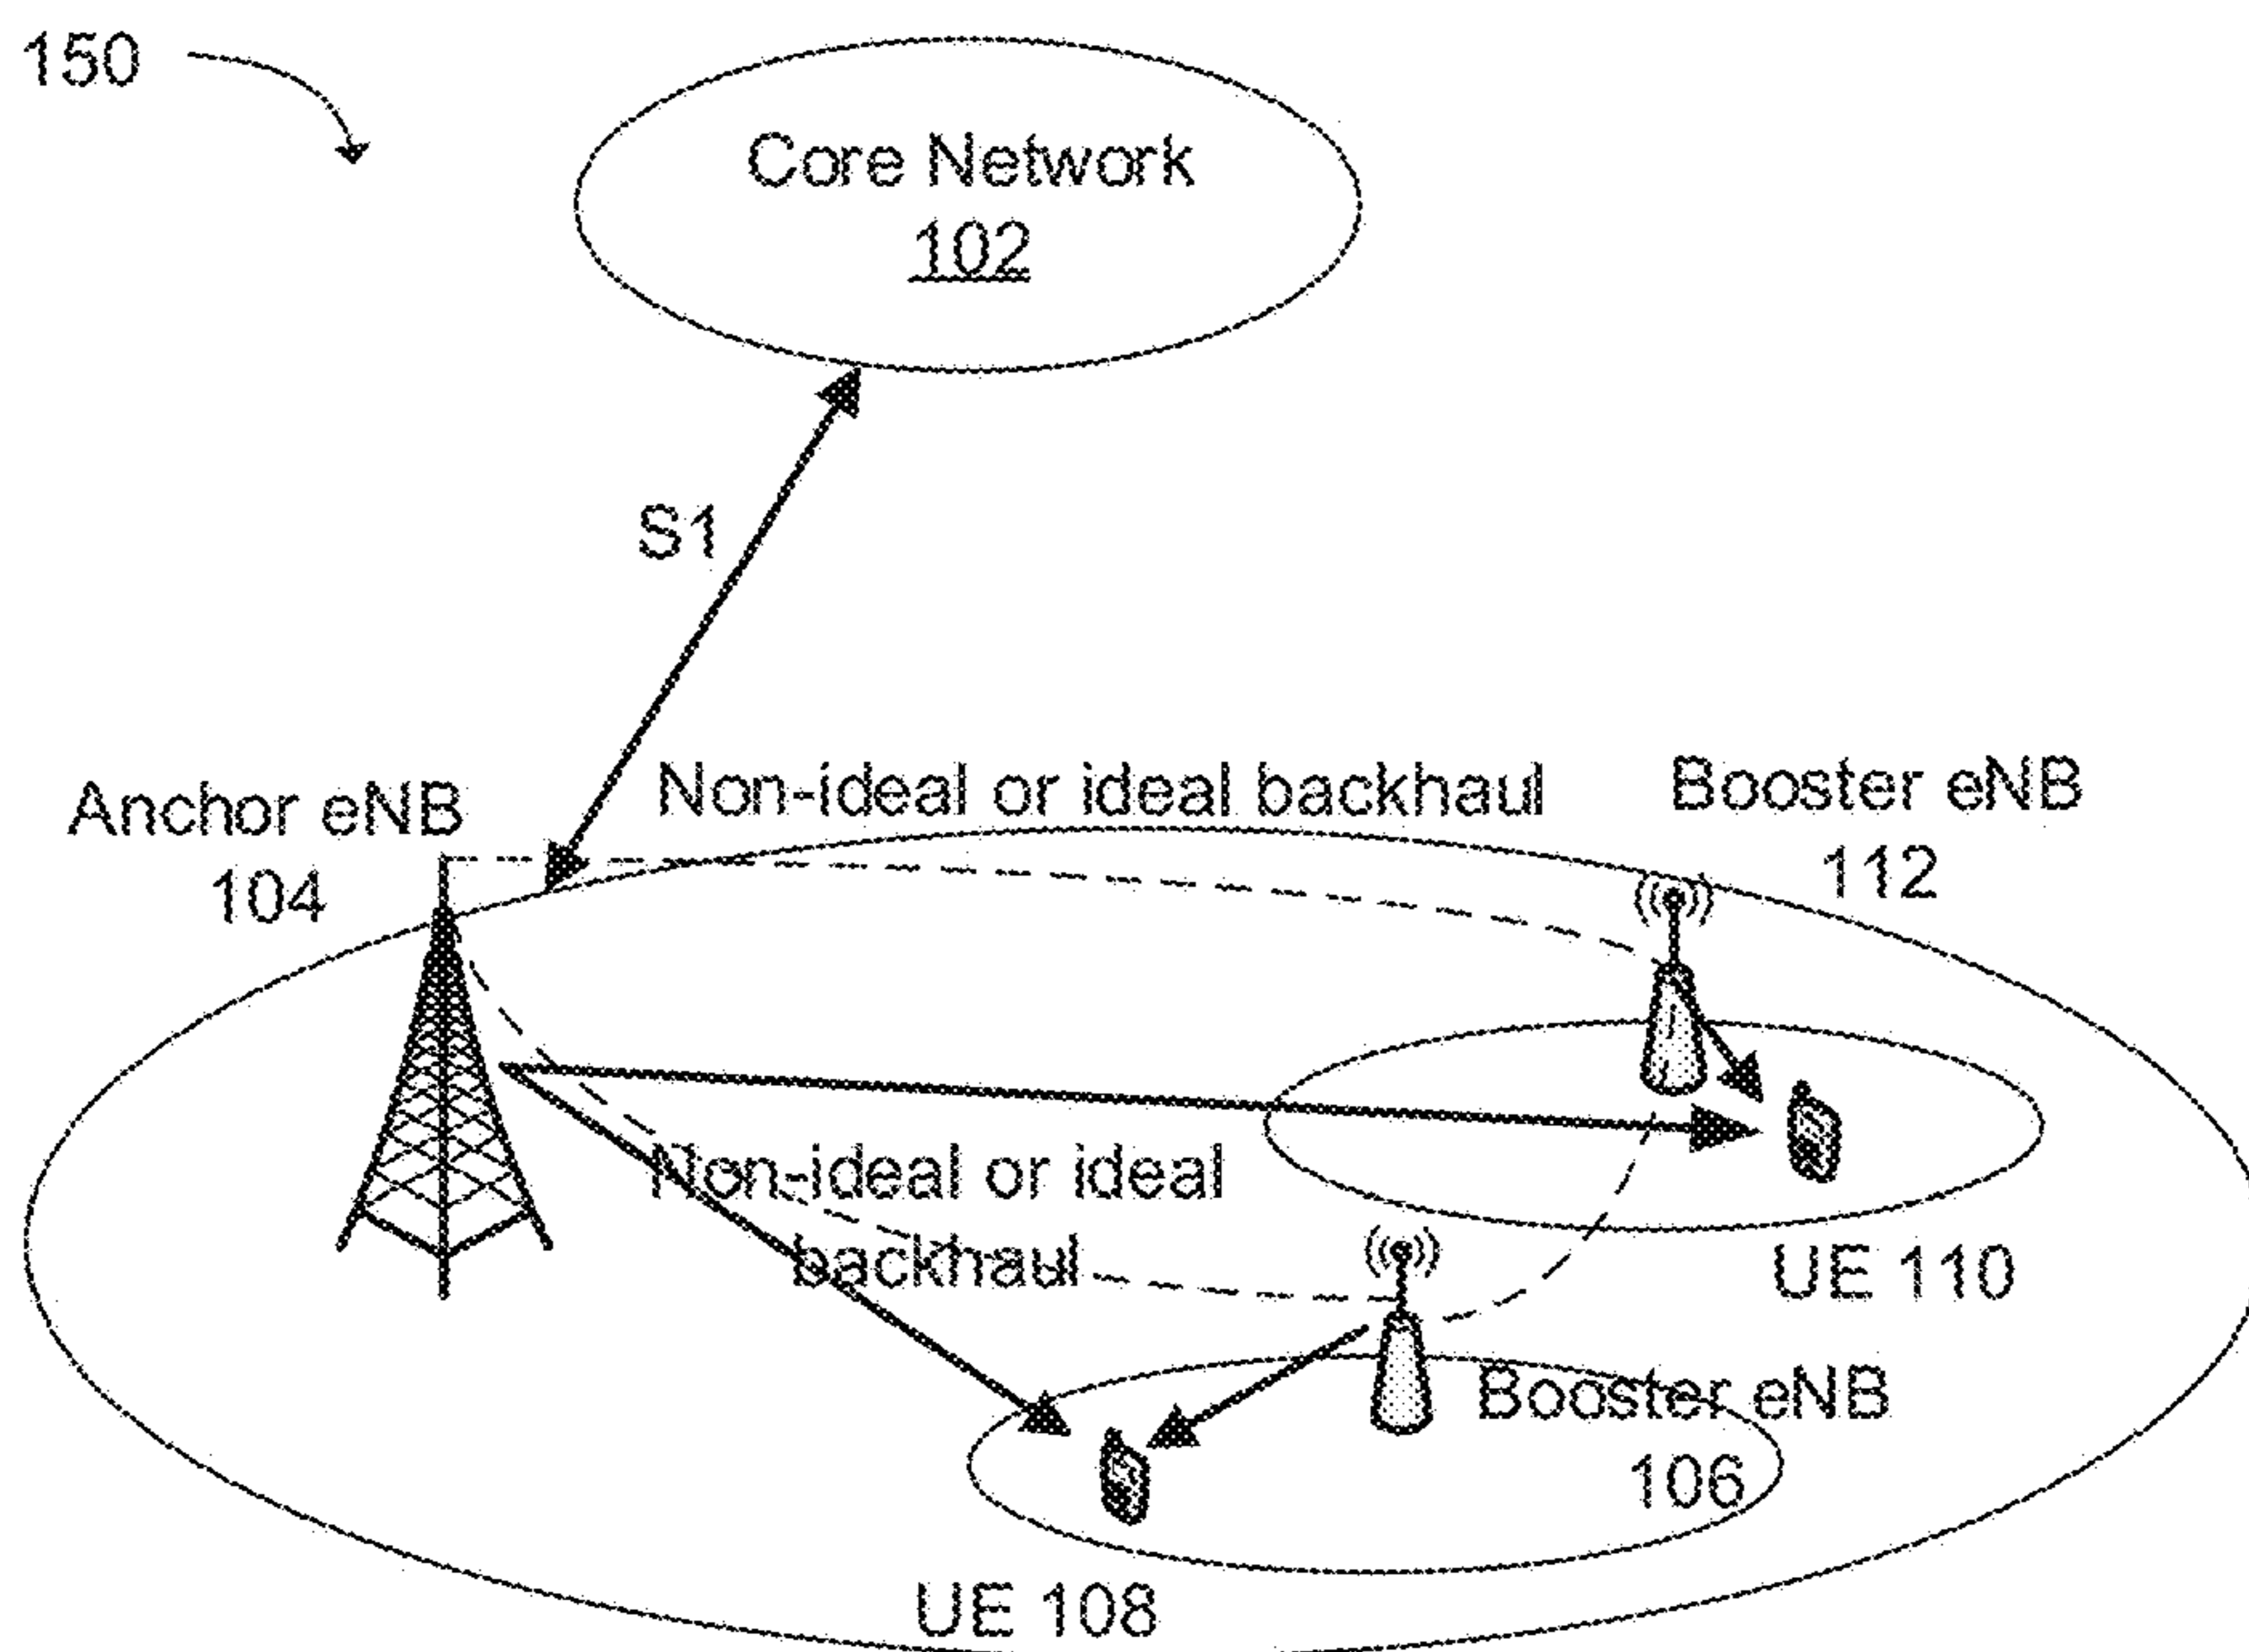 150
Core Network
102
S1
Non-ideal or ideal backhaul
Booster eNB
112
Anchor eNB
104
Non-ideal or ideal
backhaul
UE 110
Booster eNB
106
UE 108